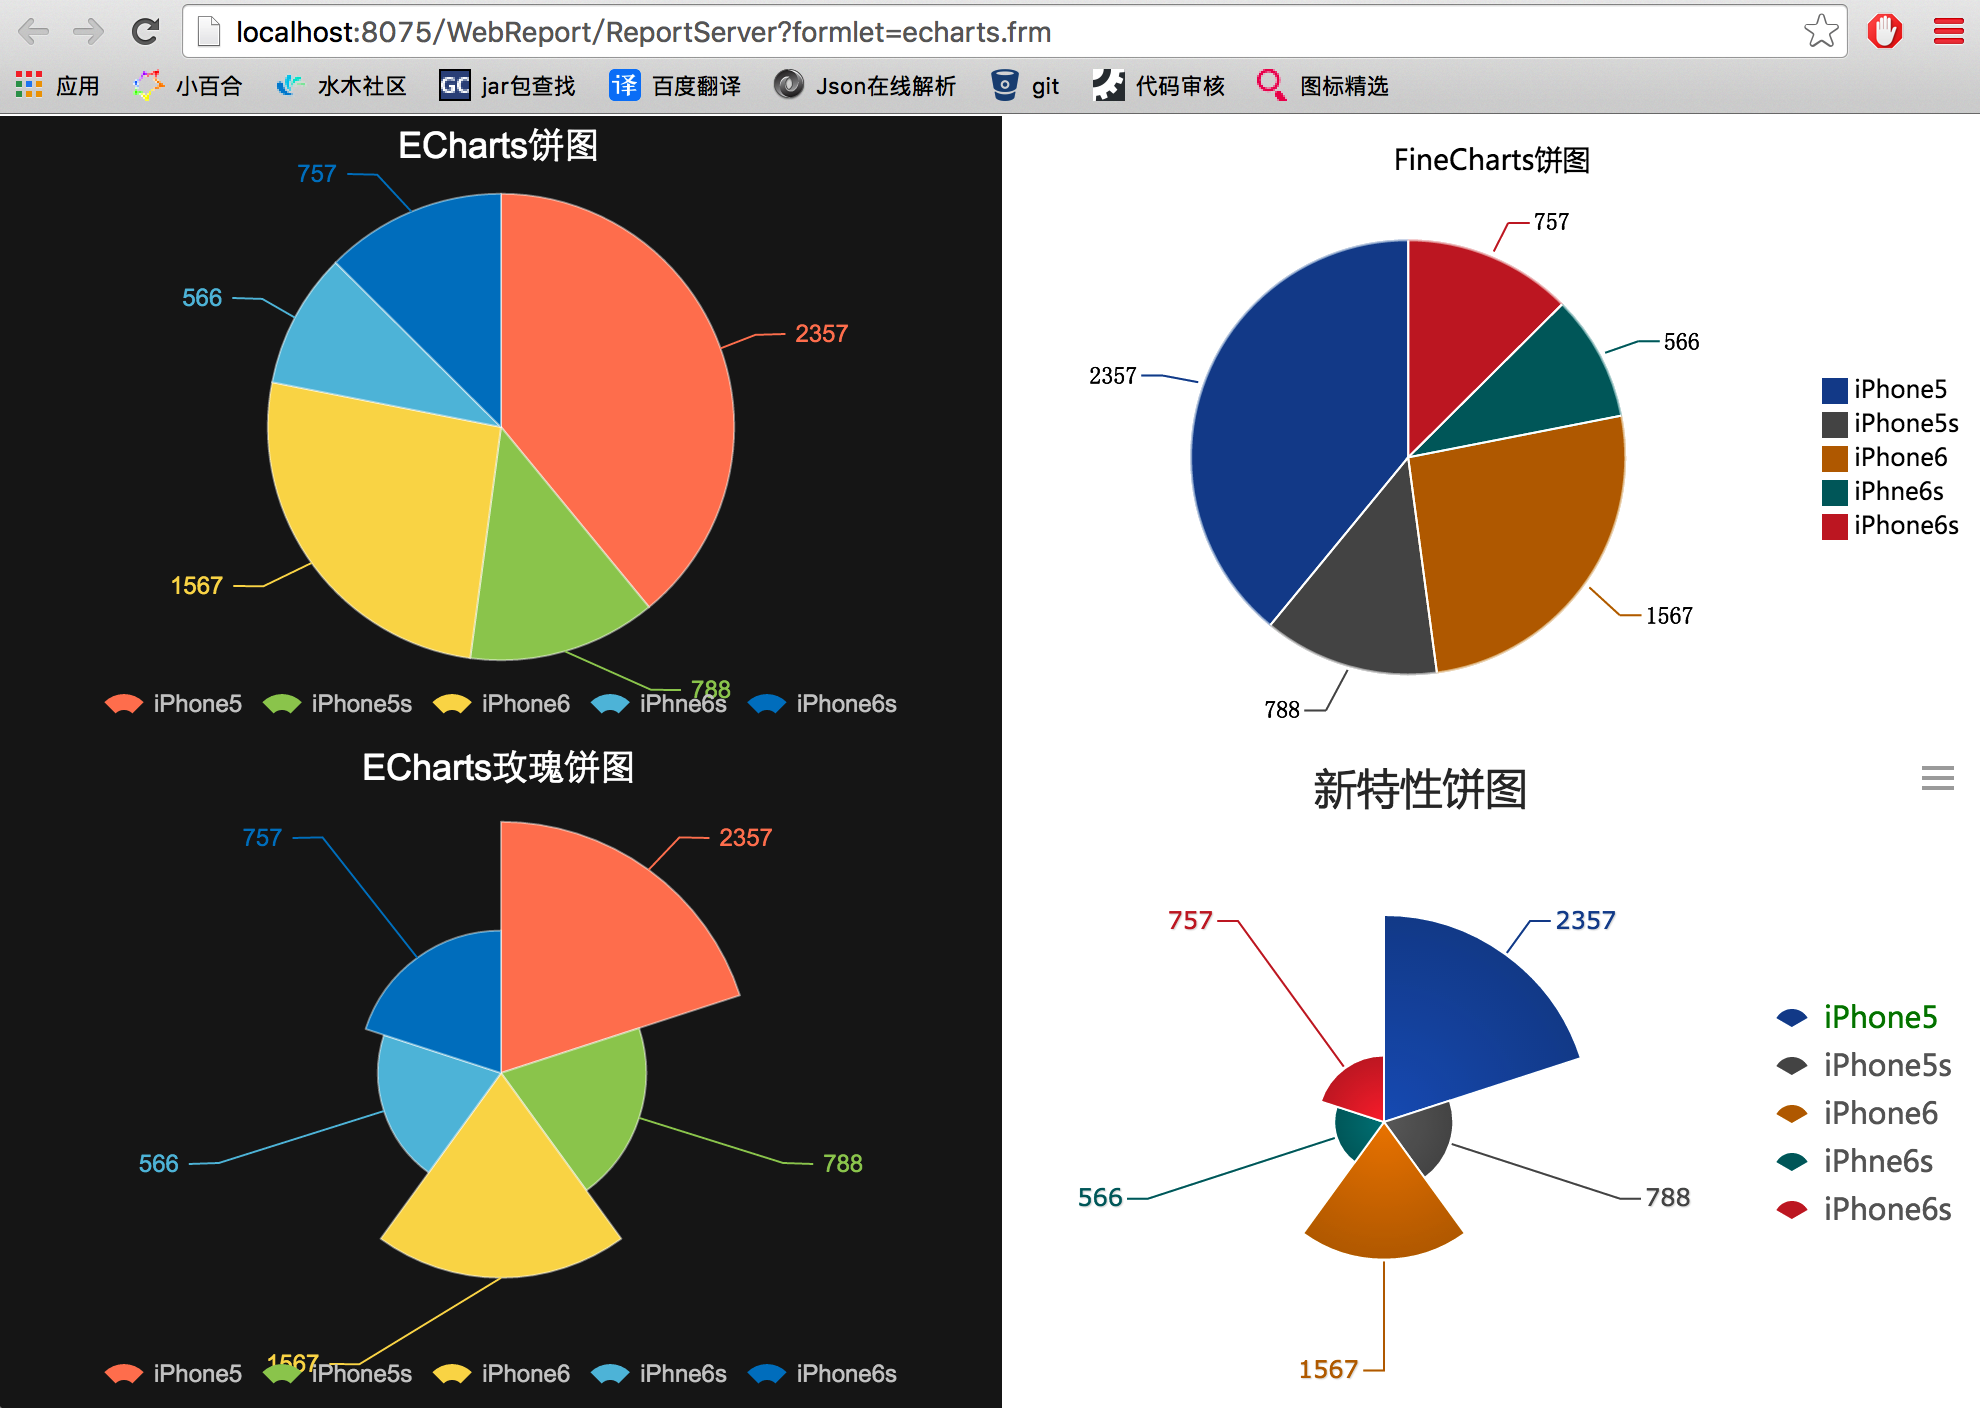 localhost:8075/WebReport/ReportServer?formlet=echarts.frm
应用 小百合 水木社区 GC jar包查找 译 百度翻译 Json在线解析 git 代码审核 图标精选
ECharts饼图
757
566
2357
1567
788
iPhone5 iPhone5s iPhone6 iPhne6s iPhone6s
FineCharts饼图
757
566
2357
1567
788
iPhone5
iPhone5s
iPhone6
iPhne6s
iPhone6s
ECharts玫瑰饼图
757
2357
566
788
1567
iPhone5 iPhone5s iPhone6 iPhne6s iPhone6s
新特性饼图
757
2357
566
788
1567
iPhone5
iPhone5s
iPhone6
iPhne6s
iPhone6s